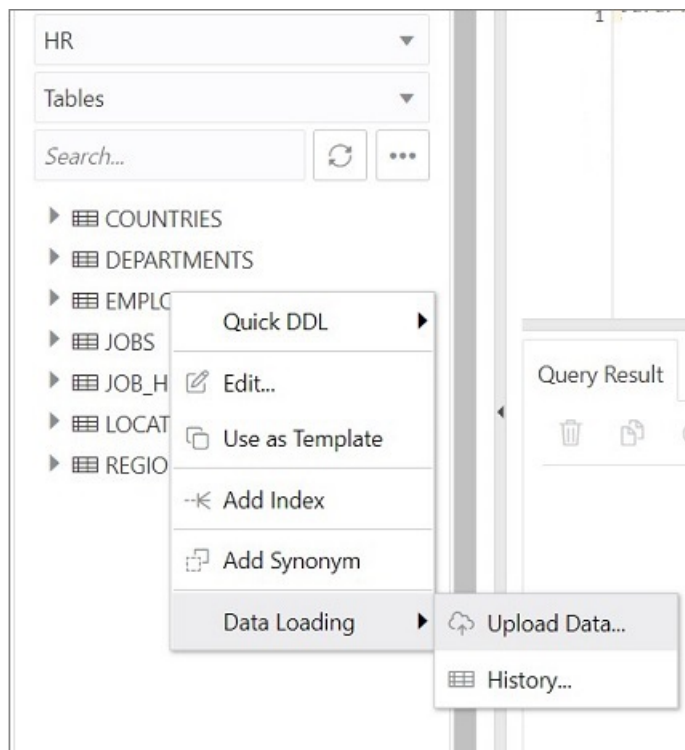 HR
1
Tables
Search...
COUNTRIES
DEPARTMENTS
EMPLO
Quick DDL
JOBS
JOB_H
Edit...
Query Result
LOCAT
Use as Template
REGIO
Add Index
Add Synonym
Data Loading
Upload Data...
History...